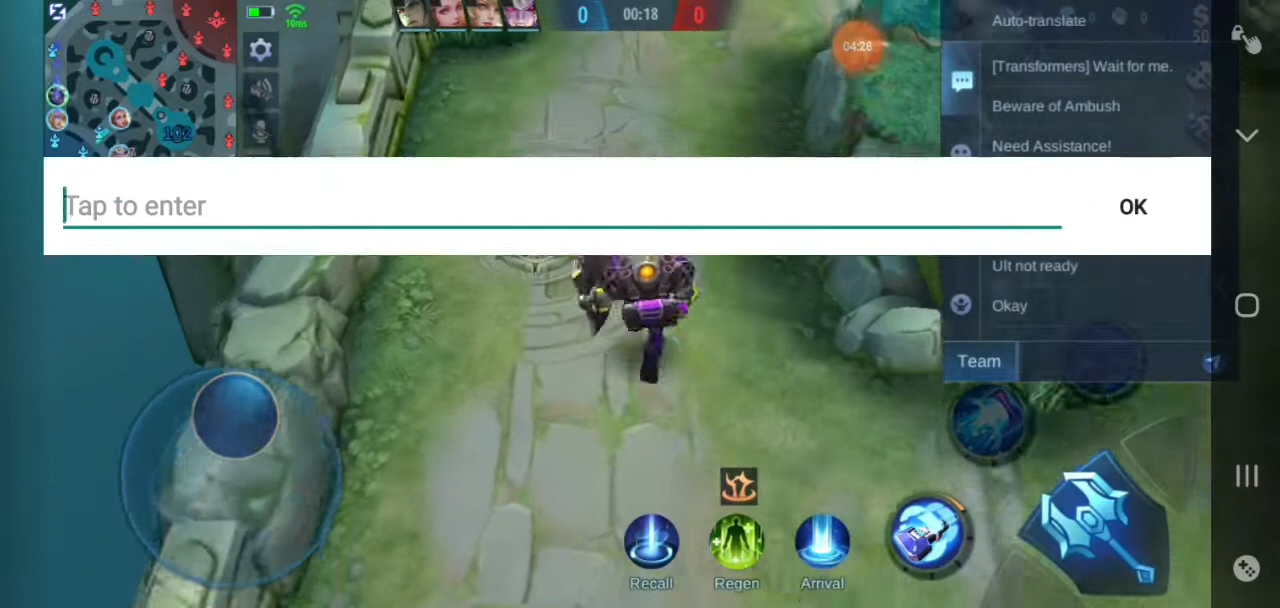 10ms
0 00:18 0
04:28
Auto-translate
[Transformers] Wait for me.
Beware of Ambush
Need Assistance!
Tap to enter
OK
Ult not ready
Okay
Team
Recall
Regen
Arrival